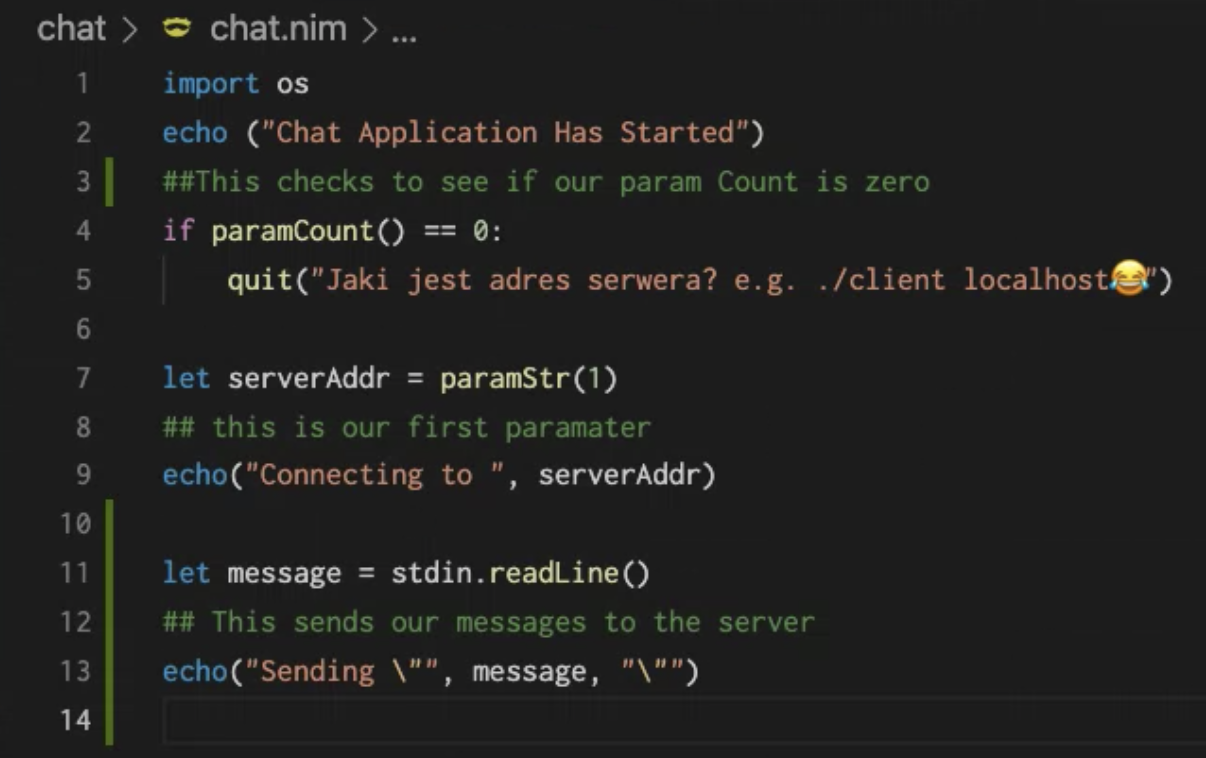 chat > chat.nim > ...
1 import os
2 echo ("Chat Application Has Started")
3 ##This checks to see if our param Count is zero
4 if paramCount() == 0:
5     quit("Jaki jest adres serwera? e.g. ./client localhost😂")
6
7 let serverAddr = paramStr(1)
8 ## this is our first paramater
9 echo("Connecting to ", serverAddr)
10
11 let message = stdin.readLine()
12 ## This sends our messages to the server
13 echo("Sending \"", message, "\"")
14